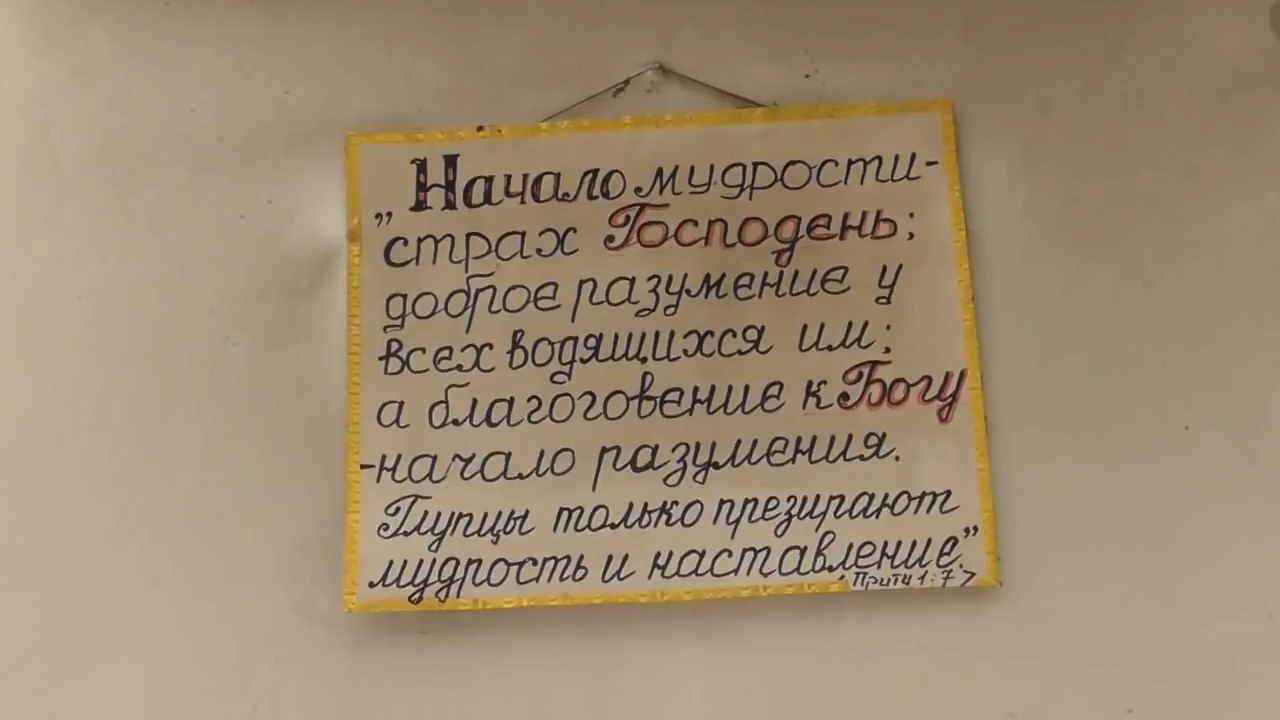 „Начало мудрости-
страх Господень;
доброе разумение у
всех водящихся им;
а благоговение к Богу
-начало разумения.
Глупцы только презирают
мудрость и наставление."
<Притч 1:7>